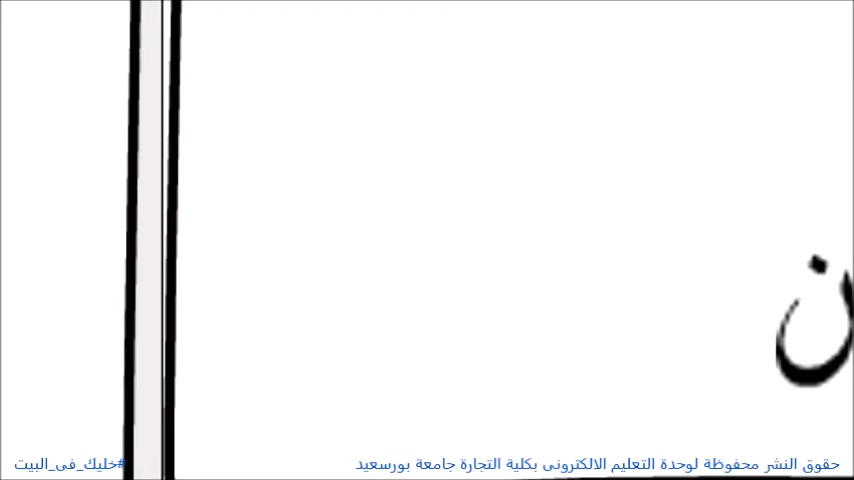 ن
حقوق النشر محفوظة لوحدة التعليم الالكترونى بكلية التجارة جامعة بورسعيد
#خليك_فى_البيت